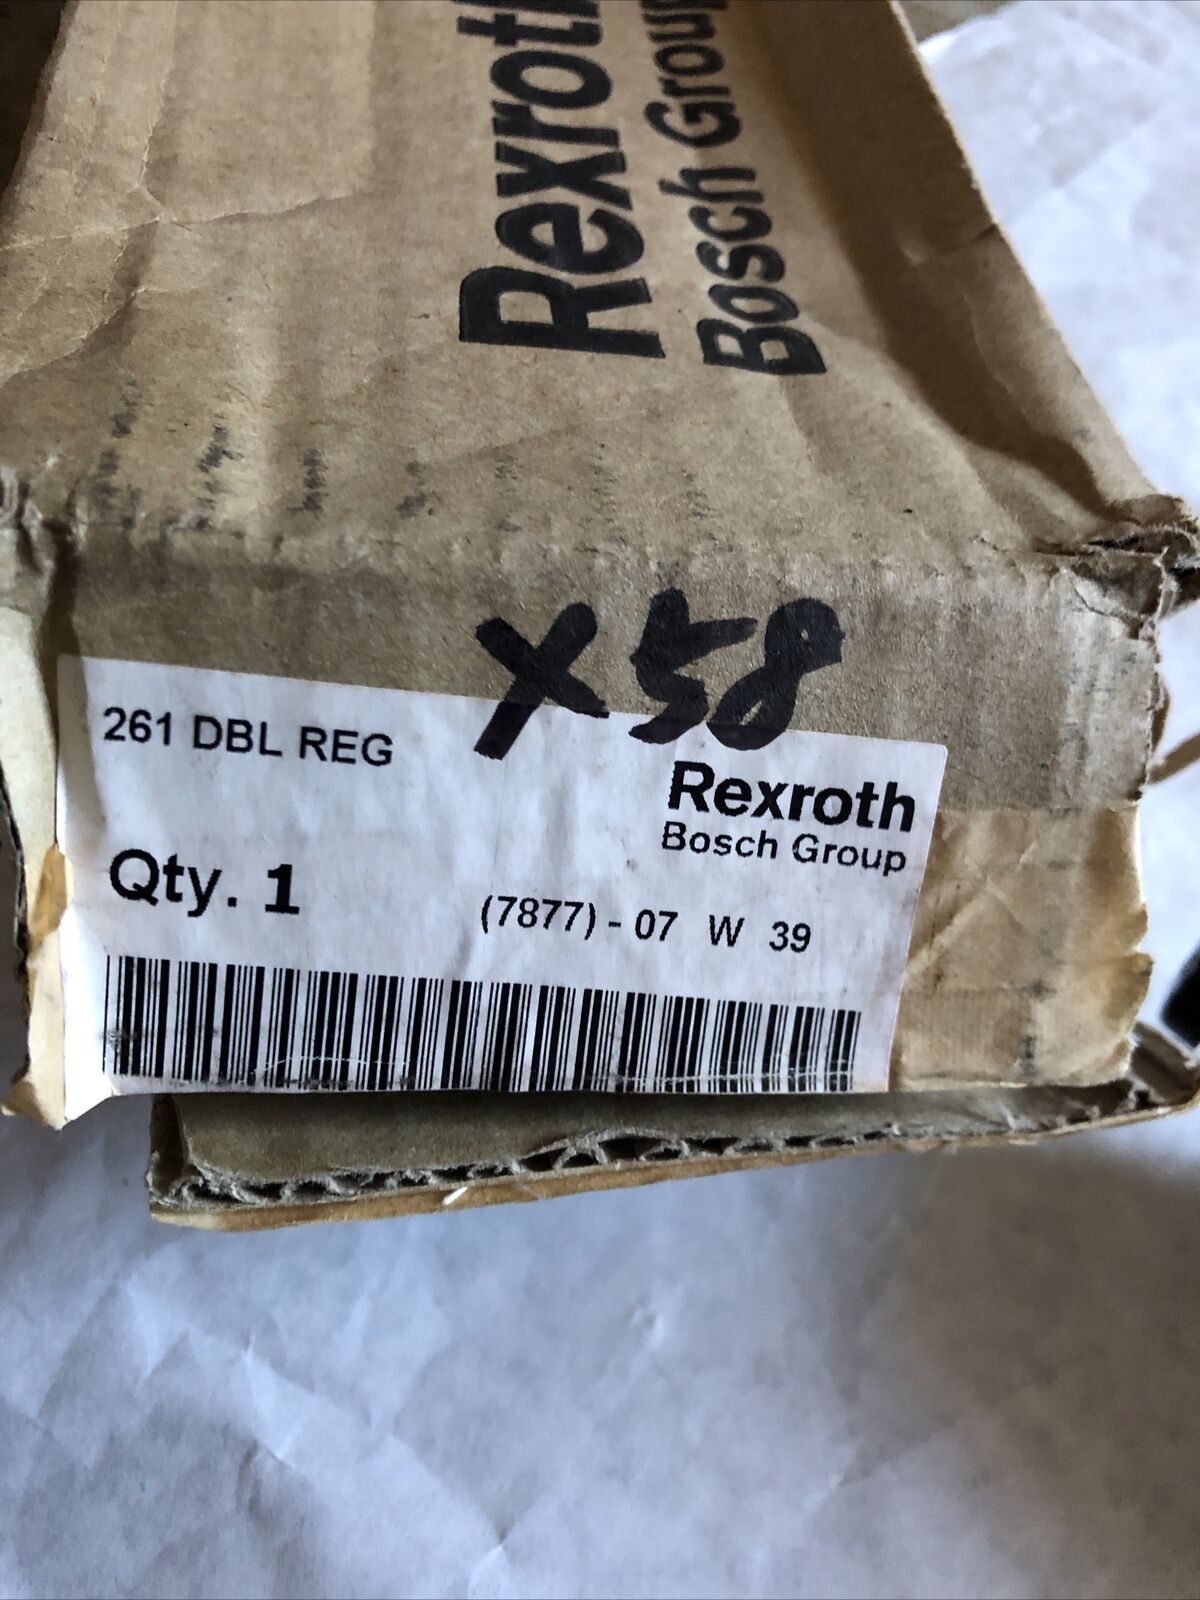 Rexroth
Bosch Group
x58
261 DBL REG
Rexroth
Bosch Group
Qty. 1
(7877) - 07 W 39